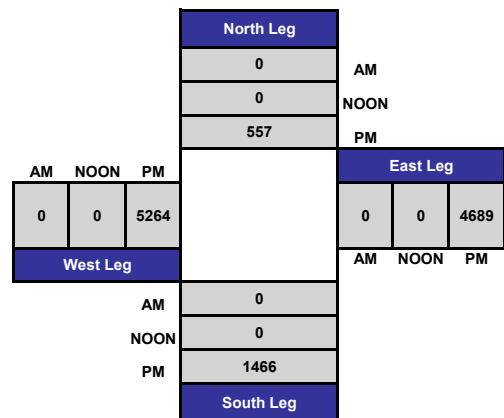 North Leg
0
AM
0
NOON
557
PM
AM NOON PM
East Leg
0 0 5264
0 0 4689
West Leg
AM NOON PM
AM
0
NOON
0
PM
1466
South Leg